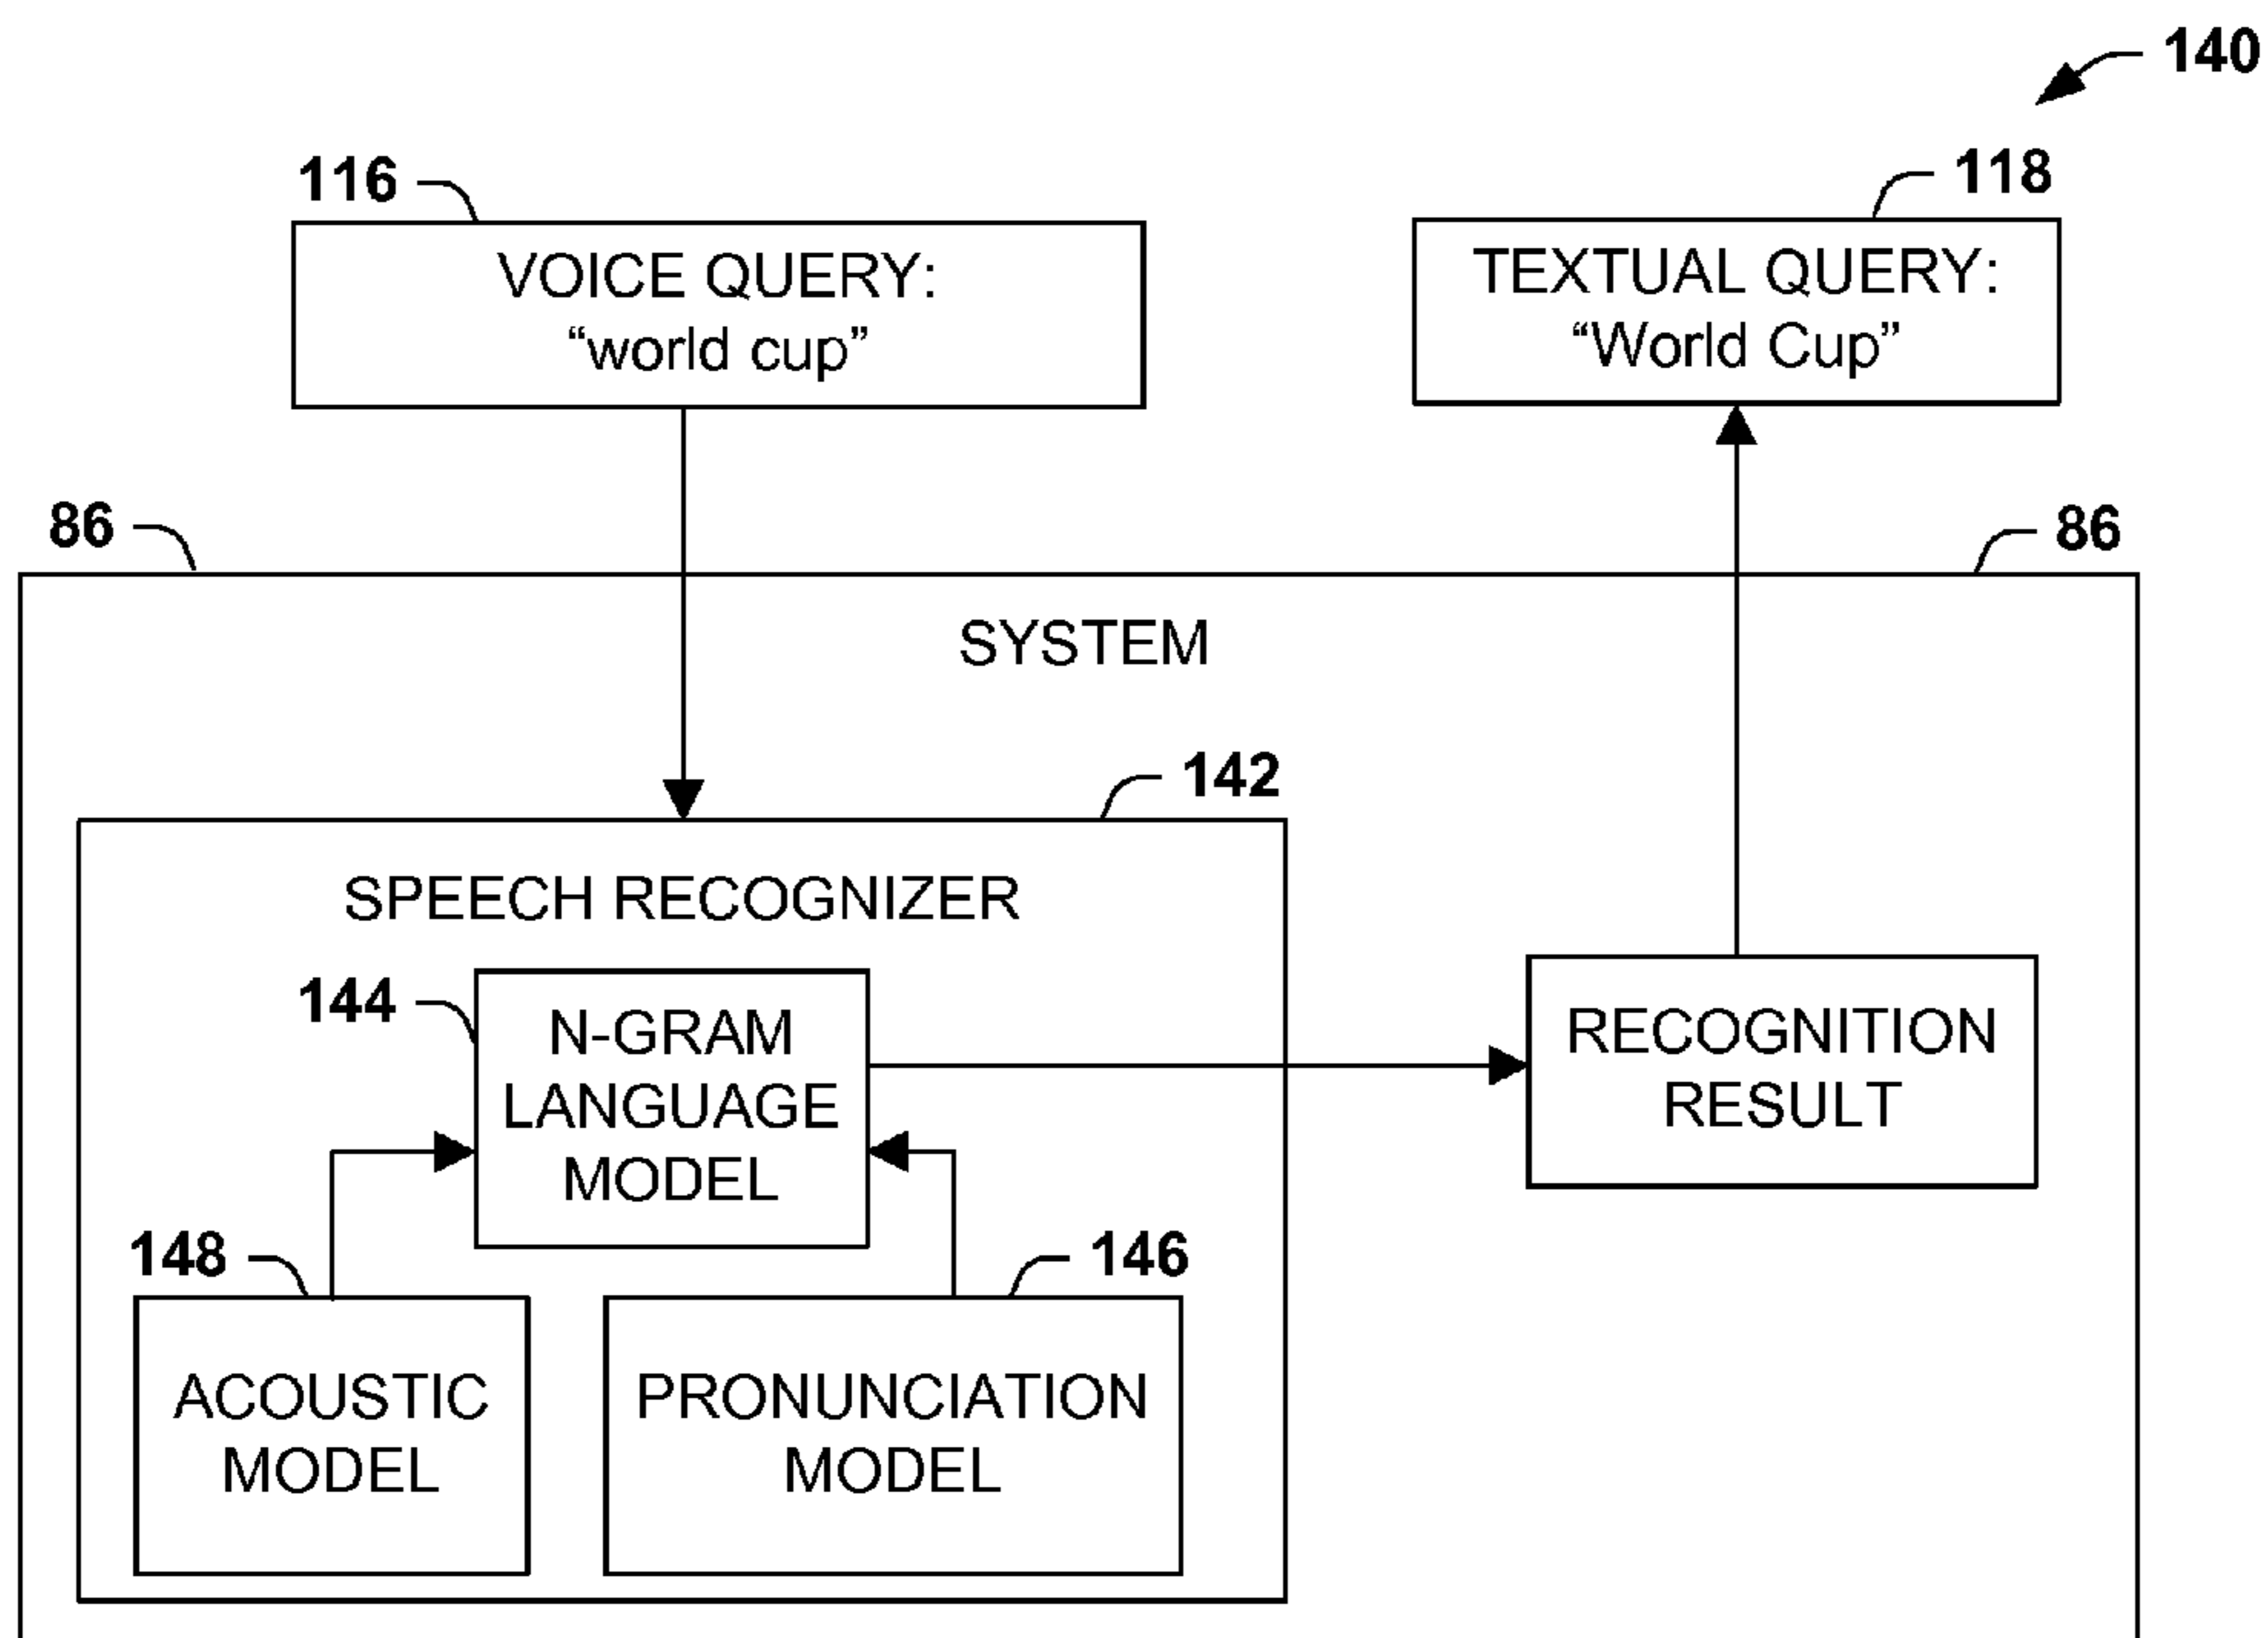 140
116
118
VOICE QUERY:
“world cup”
TEXTUAL QUERY:
“World Cup”
86
86
SYSTEM
142
SPEECH RECOGNIZER
144
N-GRAM
LANGUAGE
MODEL
RECOGNITION
RESULT
148
146
ACOUSTIC
MODEL
PRONUNCIATION
MODEL